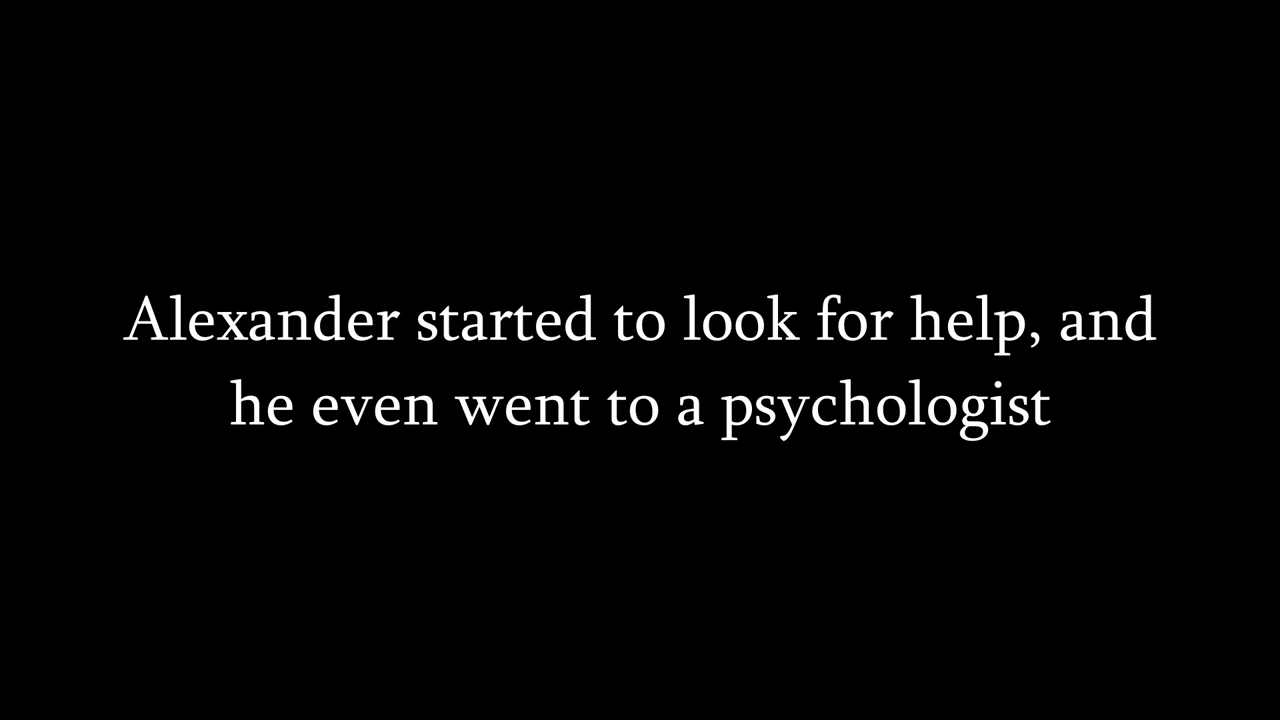 Alexander started to look for help, and
he even went to a psychologist